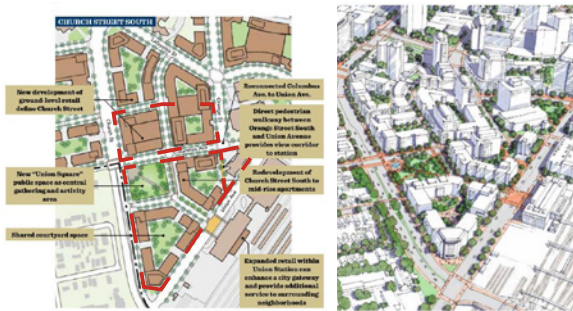 CHURCH STREET SOUTH
New development of
ground-level retail
define Church Street
Reconnected Columbus
Ave. to Union Ave.
Direct pedestrian
walkway between
Orange Street South
and Union Avenue
provides view corridor
to station
New "Union Square"
public space as central
gathering and activity
area
Redevelopment of
Church Street South to
mid-rise apartments
Shared courtyard space
Expanded retail within
Union Station can
enhance a city gateway
and provide additional
service to surrounding
neighborhoods